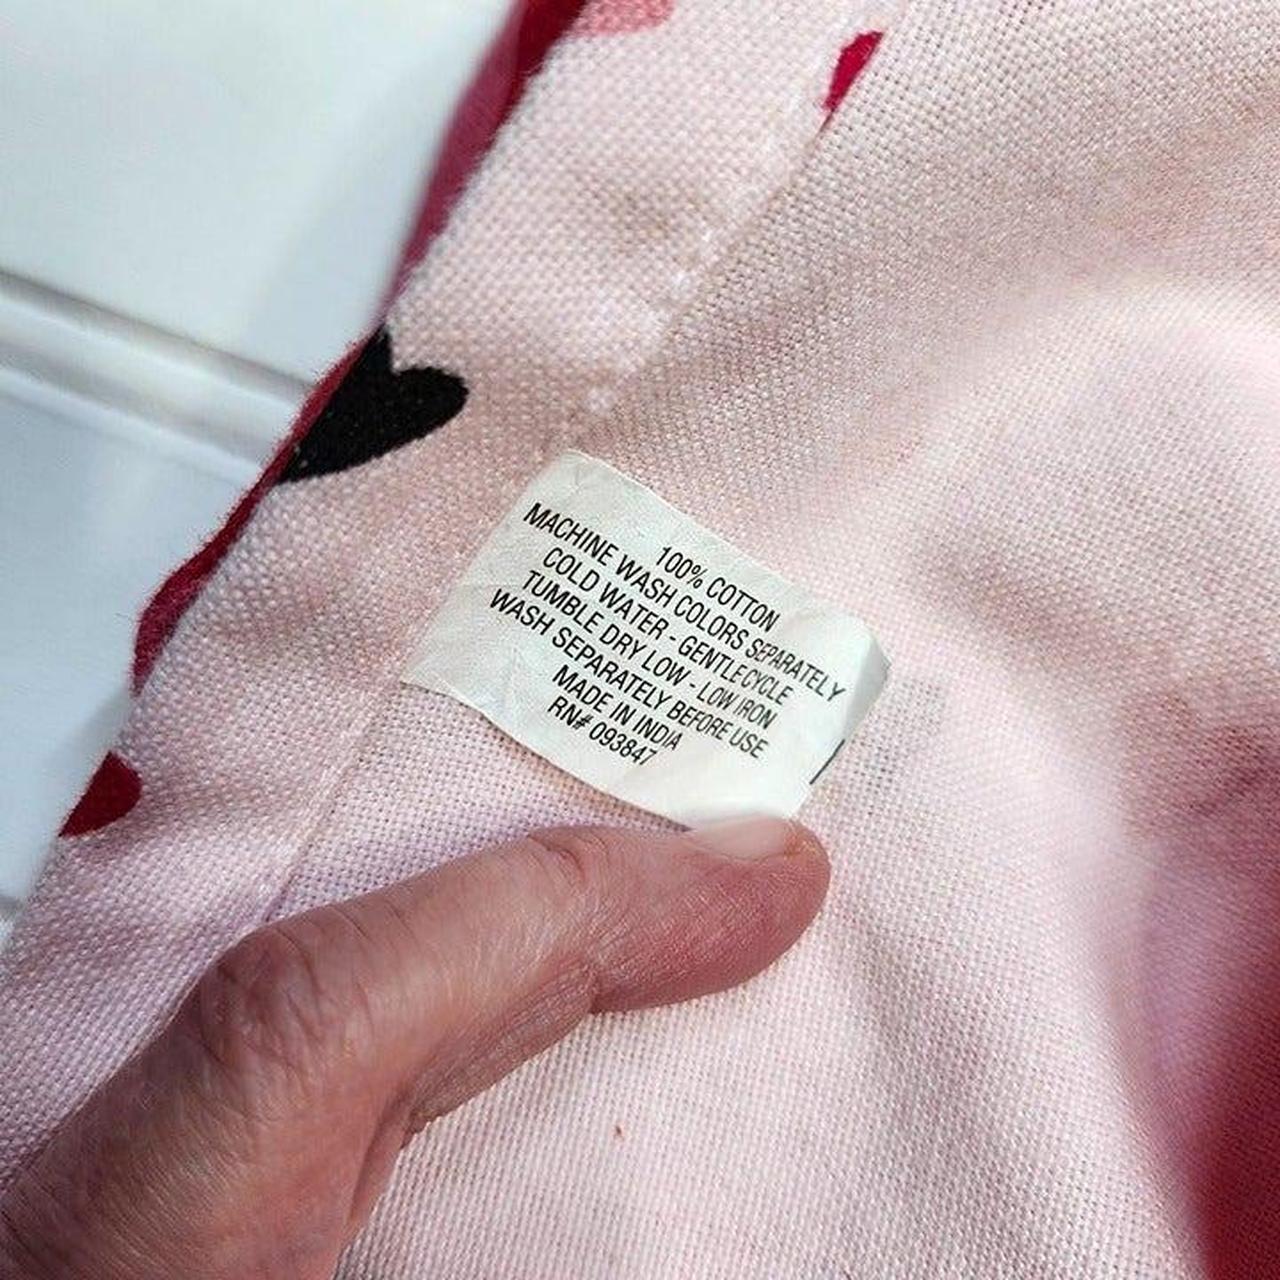 100% COTTON
MACHINE WASH COLORS SEPARATELY
COLD WATER - GENTLE CYCLE
TUMBLE DRY LOW - LOW IRON
WASH SEPARATELY BEFORE USE
MADE IN INDIA
RN# 093847